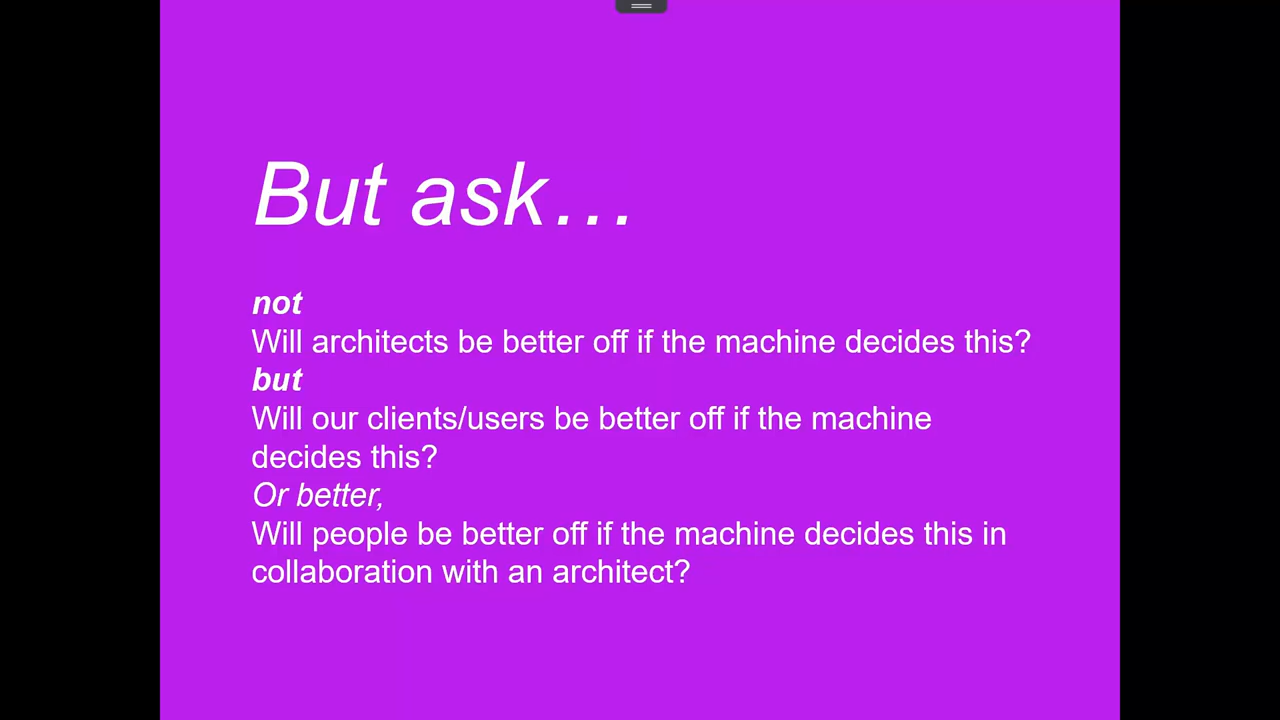 But ask…
not
Will architects be better off if the machine decides this?
but
Will our clients/users be better off if the machine
decides this?
Or better,
Will people be better off if the machine decides this in
collaboration with an architect?